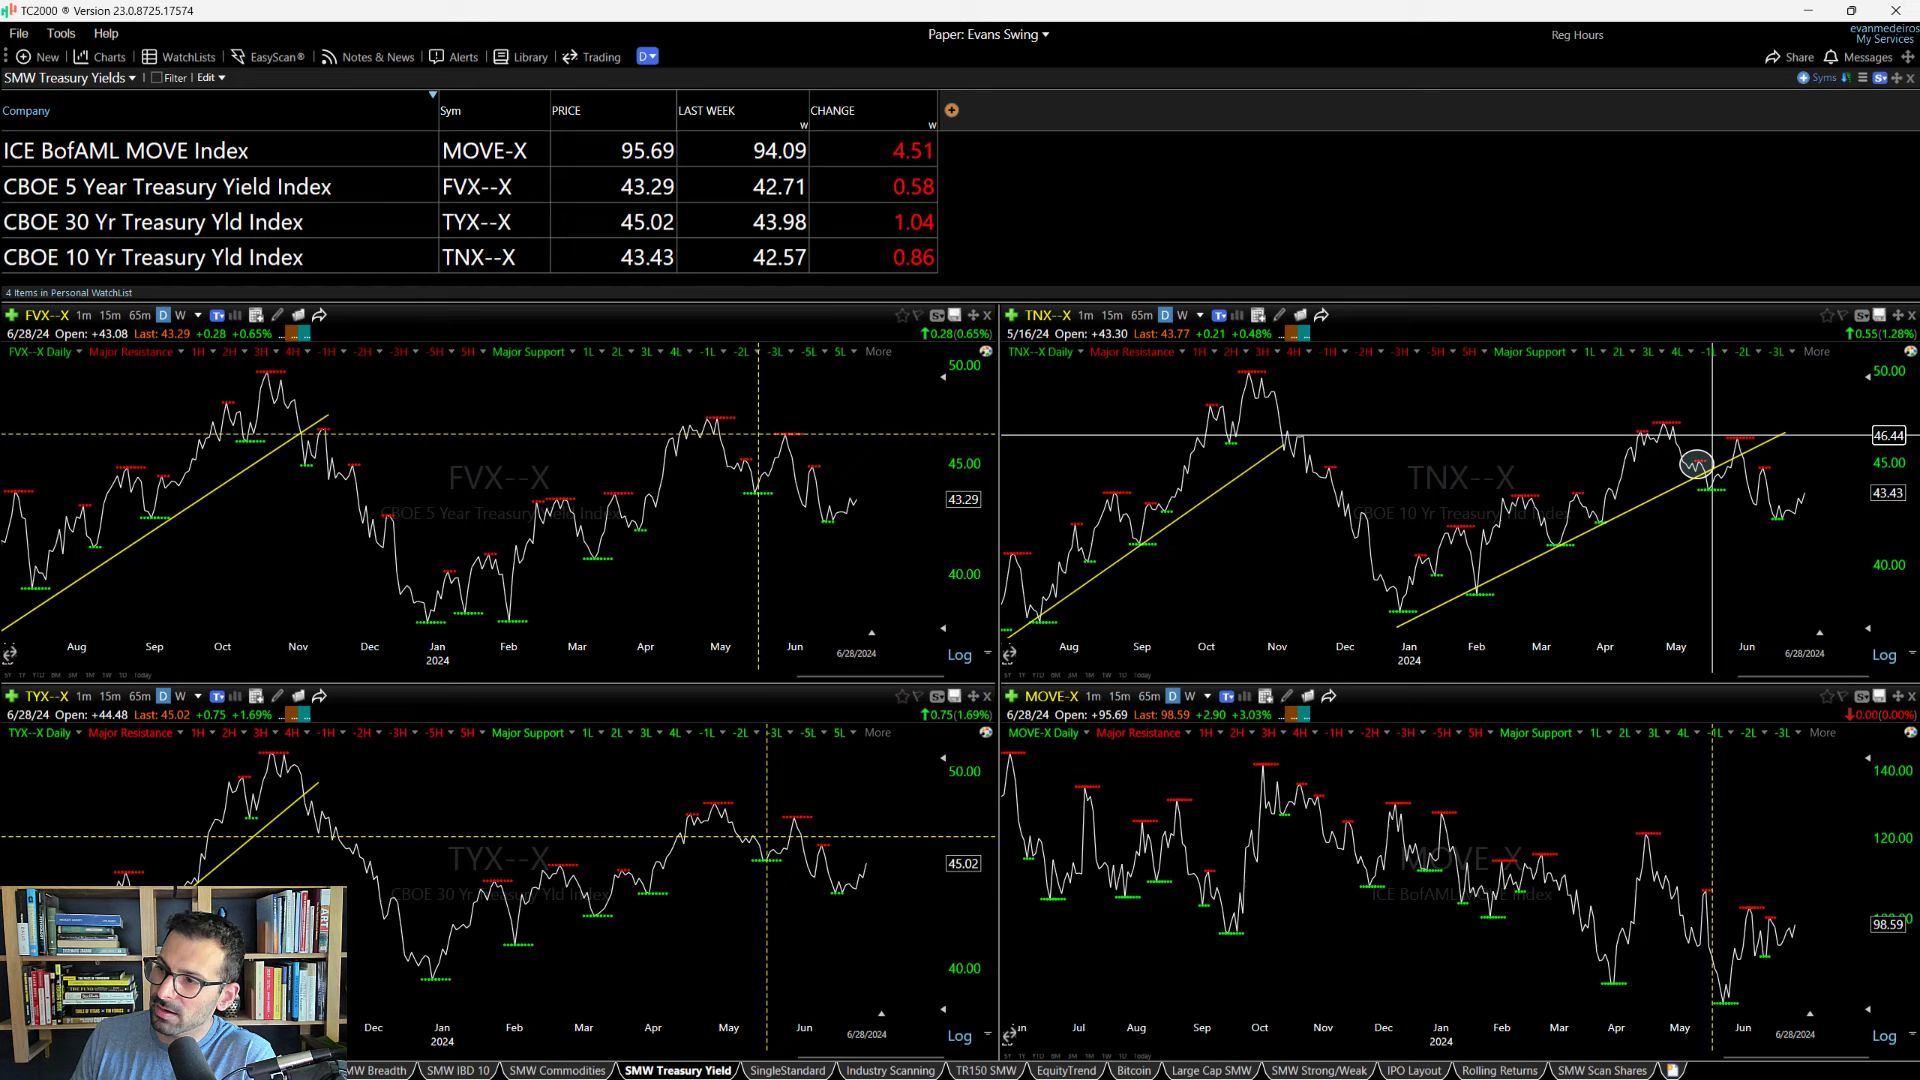 TC2000 ® Version 23.0.8725.17574
File Tools Help
Paper: Evans Swing
Reg Hours
evanmedeiros
My Services
New Charts WatchLists EasyScan® Notes & News Alerts Library Trading D
Share Messages
SMW Treasury Yields Filter Edit
Syms
Company Sym PRICE LAST WEEK CHANGE
W W
ICE BofAML MOVE Index MOVE-X 95.69 94.09 4.51
CBOE 5 Year Treasury Yield Index FVX--X 43.29 42.71 0.58
CBOE 30 Yr Treasury Yld Index TYX--X 45.02 43.98 1.04
CBOE 10 Yr Treasury Yld Index TNX--X 43.43 42.57 0.86
4 Items in Personal WatchList
FVX--X 1m 15m 65m D W
6/28/24 Open: +43.08 Last: 43.29 +0.28 +0.65% ...
0.28(0.65%)
FVX--X Daily Major Resistance 1H 2H 3H 4H -1H -2H -3H -5H 5H Major Support 1L 2L 3L 4L -1L -2L -3L -5L 5L More
50.00
45.00
43.29
40.00
FVX--X
CBOE 5 Year Treasury Yield Index
Aug Sep Oct Nov Dec Jan Feb Mar Apr May Jun 6/28/2024
2024
Log
TNX--X 1m 15m 65m D W
5/16/24 Open: +43.30 Last: 43.77 +0.21 +0.48% ...
0.55(1.28%)
TNX--X Daily Major Resistance 1H 2H 3H 4H -1H -2H -3H -5H 5H Major Support 1L 2L 3L 4L -1L -2L -3L More
50.00
46.44
45.00
43.43
40.00
TNX--X
CBOE 10 Yr Treasury Yld Index
Aug Sep Oct Nov Dec Jan Feb Mar Apr May Jun 6/28/2024
2024
Log
TYX--X 1m 15m 65m D W
6/28/24 Open: +44.48 Last: 45.02 +0.75 +1.69% ...
0.75(1.69%)
TYX--X Daily Major Resistance 1H 2H 3H 4H -1H -2H -3H -5H 5H Major Support 1L 2L 3L 4L -1L -2L -3L -5L 5L More
50.00
45.02
40.00
TYX--X
CBOE 30 Yr Treasury Yld Index
Dec Jan Feb Mar Apr May Jun 6/28/2024
2024
Log
MOVE-X 1m 15m 65m D W
6/28/24 Open: +95.69 Last: 98.59 +2.90 +3.03% ...
0.00(0.00%)
MOVE-X Daily Major Resistance 1H 2H 3H 4H -1H -2H -3H -5H 5H Major Support 1L 2L 3L 4L -1L -2L -3L More
140.00
120.00
98.59
MOVE-X
ICE BofAML MOVE Index
Jul Aug Sep Oct Nov Dec Jan Feb Mar Apr May Jun 6/28/2024
2024
Log
MW Breadth SMW IBD 10 SMW Commodities SMW Treasury Yield SingleStandard Industry Scanning TR150 SMW EquityTrend Bitcoin Large Cap SMW SMW Strong/Weak IPO Layout Rolling Returns SMW Scan Shares